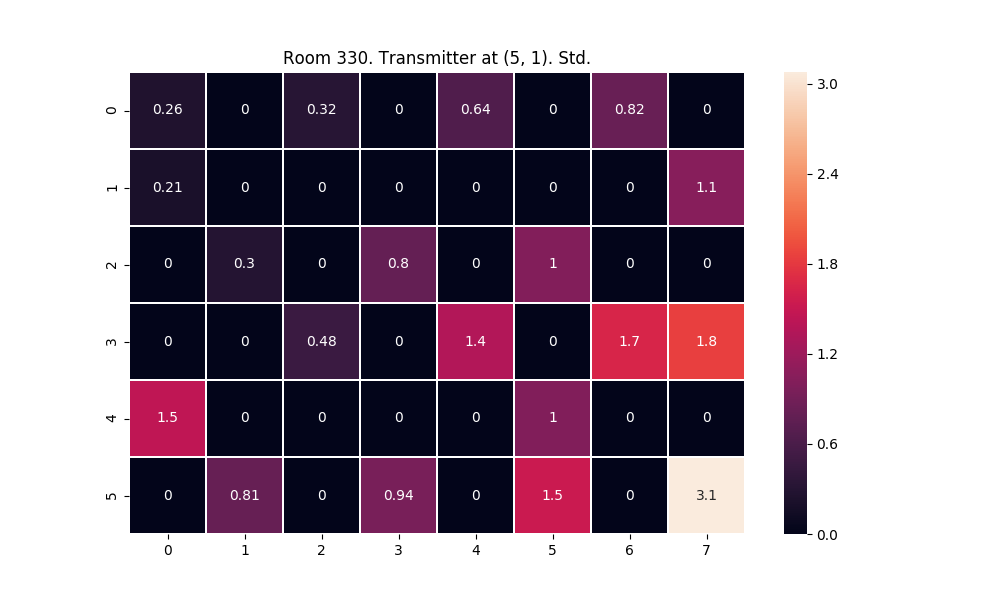 Room 330. Transmitter at (5, 1). Std.
0 0.26 0 0.32 0 0.64 0 0.82 0
1 0.21 0 0 0 0 0 0 1.1
2 0 0.3 0 0.8 0 1 0 0
3 0 0 0.48 0 1.4 0 1.7 1.8
4 1.5 0 0 0 0 1 0 0
5 0 0.81 0 0.94 0 1.5 0 3.1
0 1 2 3 4 5 6 7
3.0
2.4
1.8
1.2
0.6
0.0